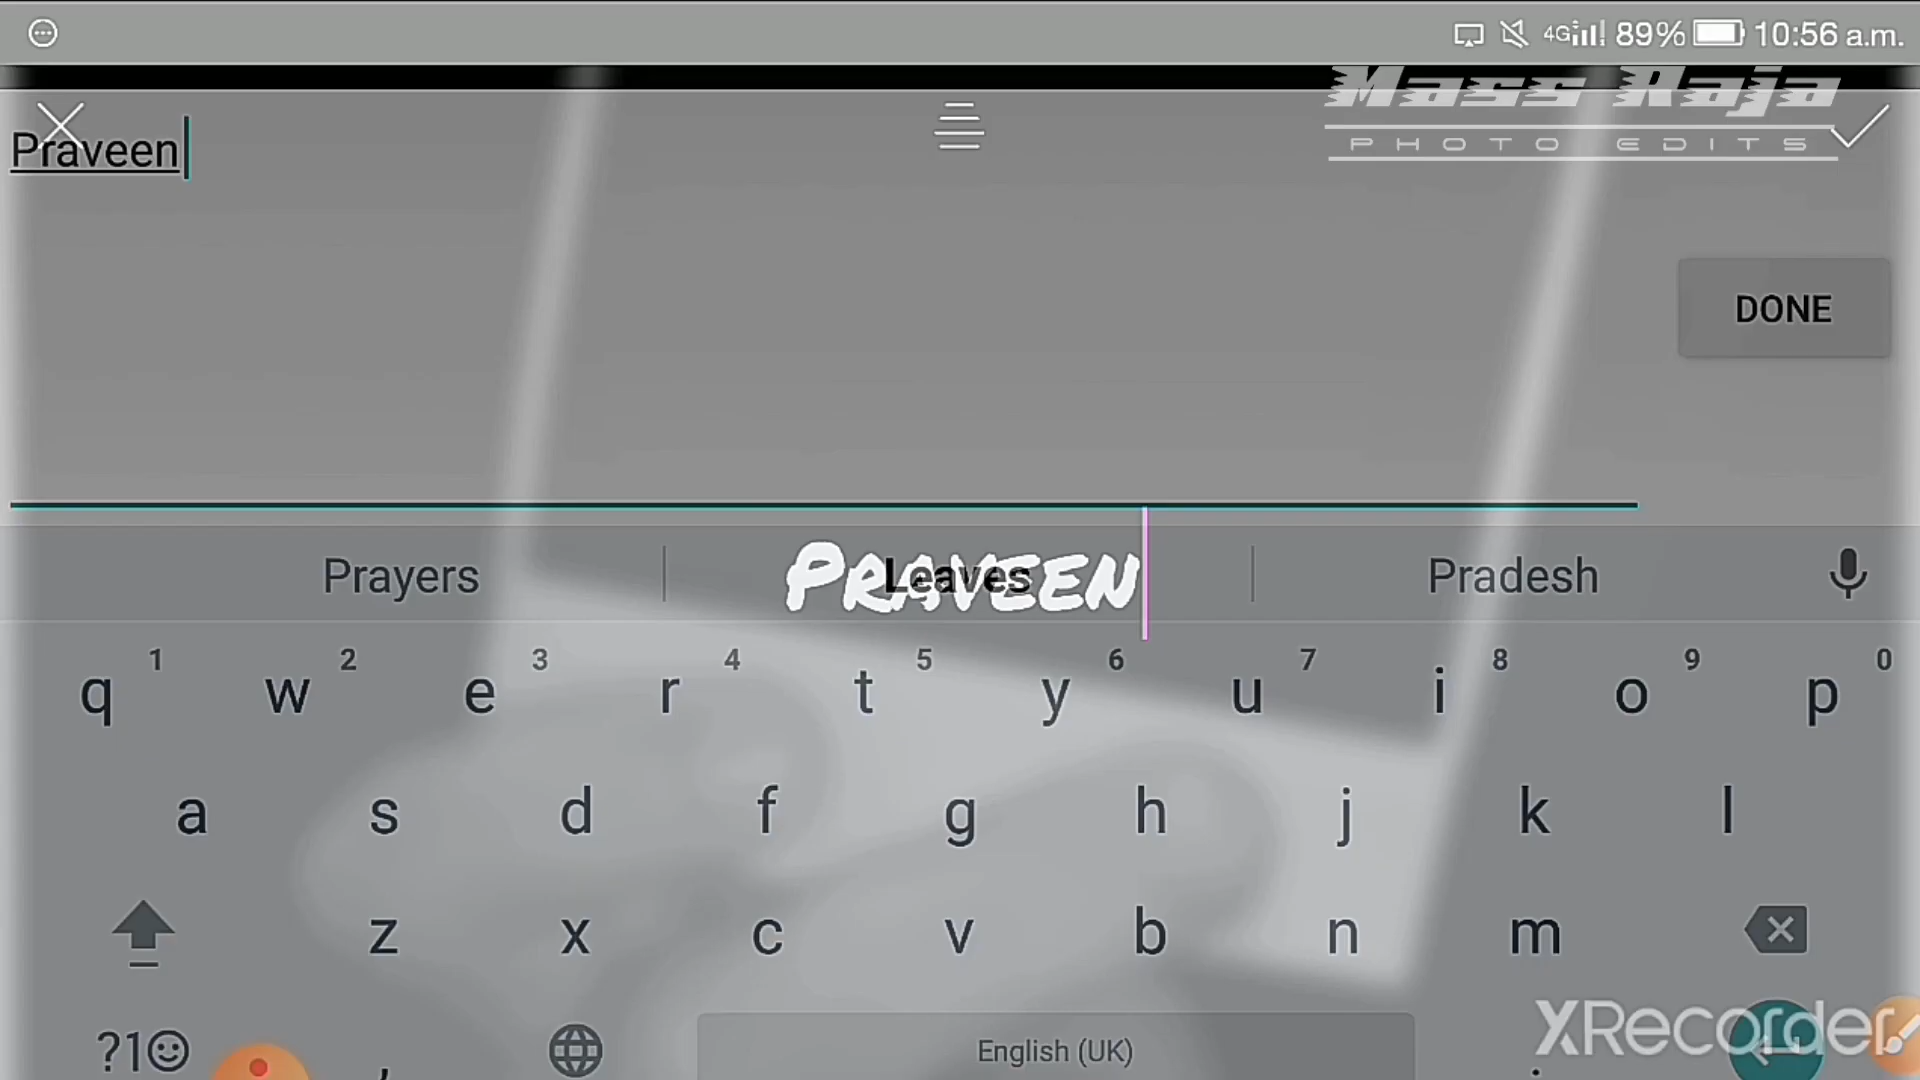 4G 89% 10:56 a.m.
Mass Raja
PHOTO EDITS
Praveen
DONE
Prayers Leaves Pradesh
Praveen
1 2 3 4 5 6 7 8 9 0
q w e r t y u i o p
a s d f g h j k l
z x c v b n m
?1☺ , English (UK) .
XRecorder